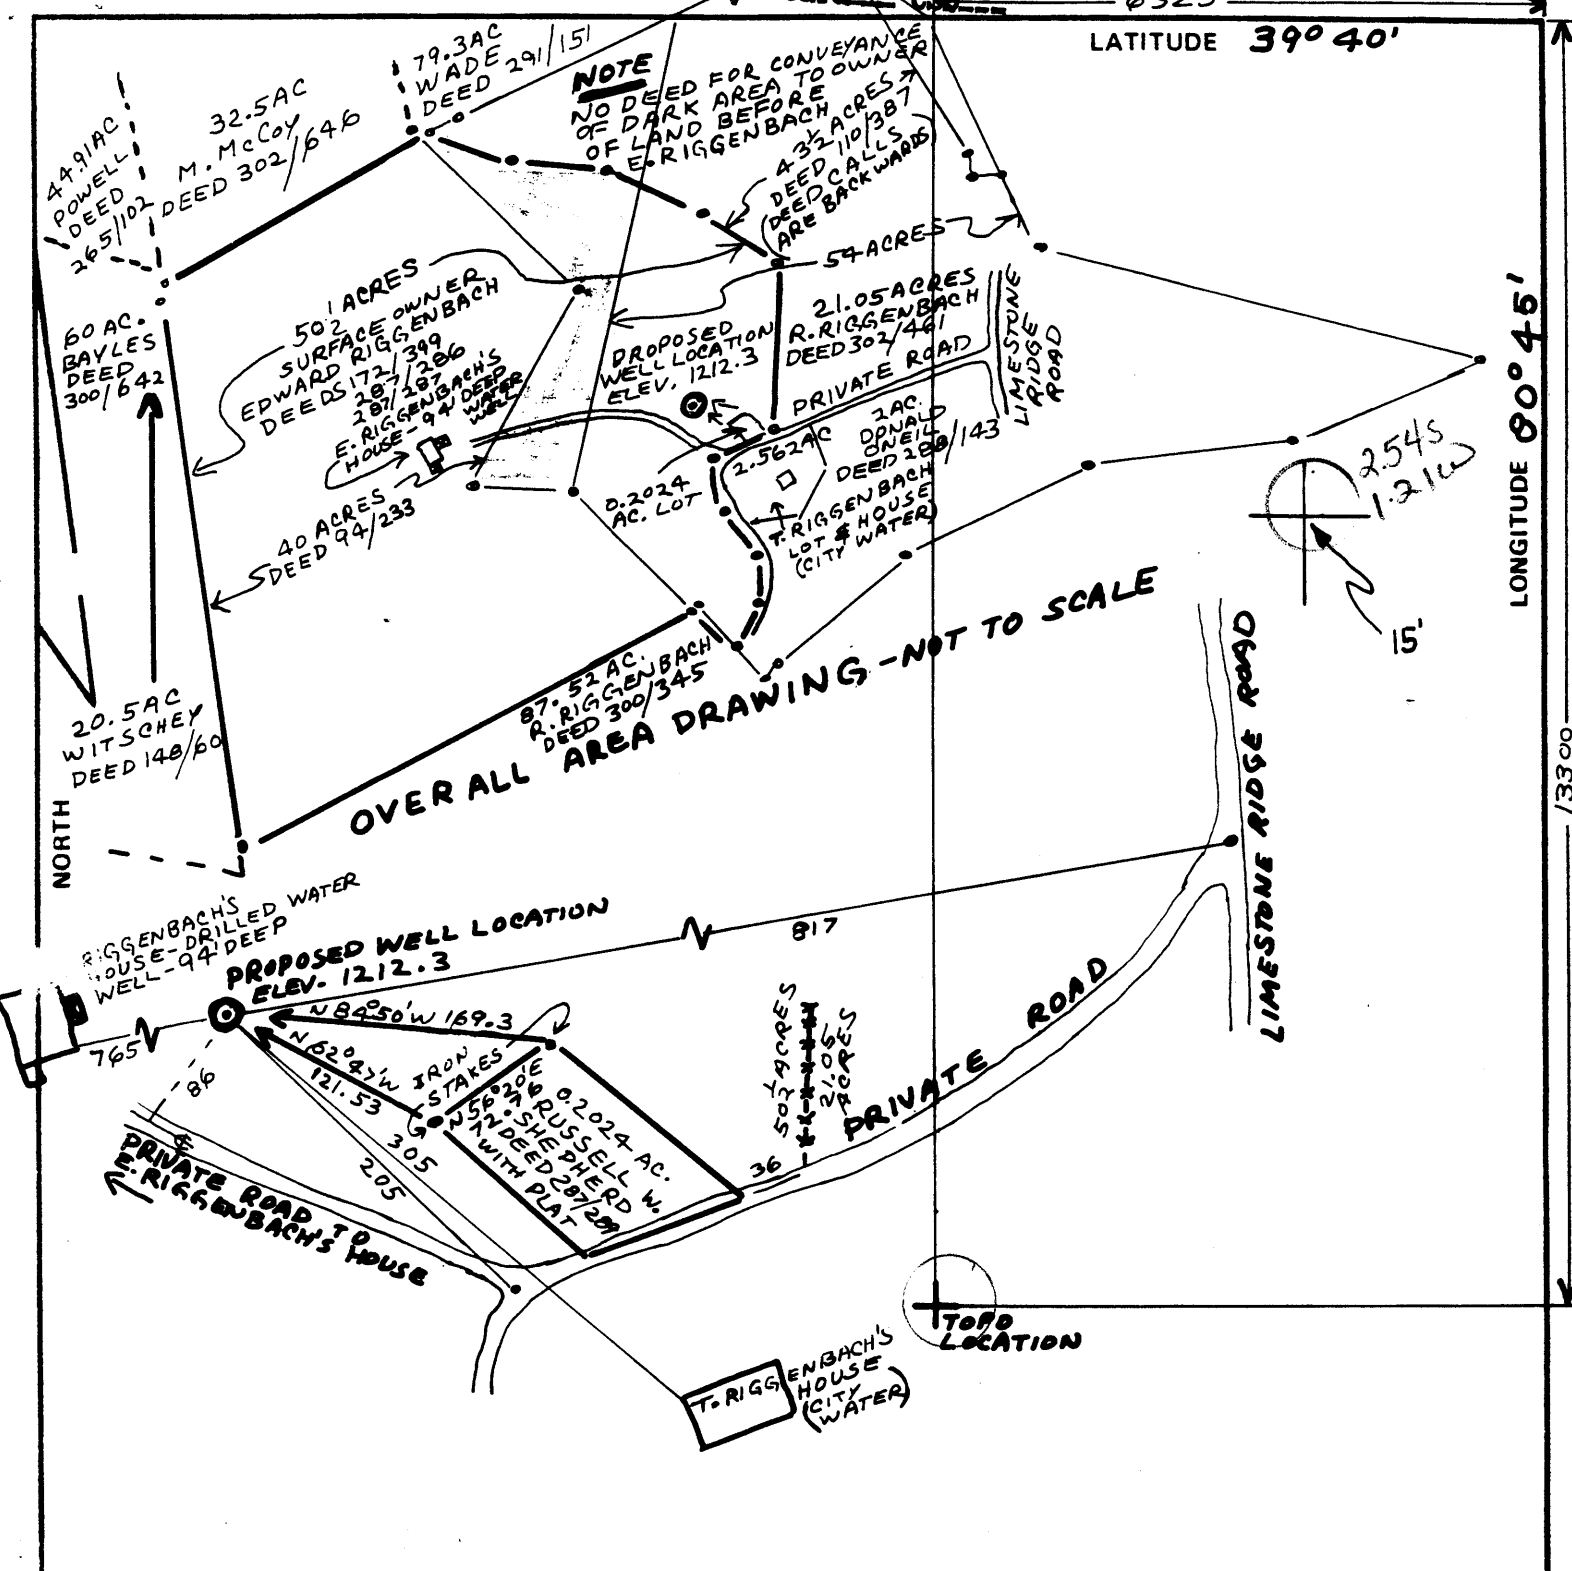 6325
LATITUDE 39° 40'
LONGITUDE 80° 45'
13300
79.3AC
WADE
DEED 291/151
32.5AC
M. McCOY
DEED 302/646
44.91AC
POWELL
DEED
265/102
NOTE
NO DEED FOR CONVEYANCE
OF DARK AREA TO OWNER
OF LAND BEFORE
E. RIGGENBACH
43½ ACRES
DEED 110/387
(DEED CALLS
ARE BACKWARDS)
54 ACRES
60 AC.
BAYLES
DEED
300/642
50½ ACRES
SURFACE OWNER
EDWARD RIGGENBACH
DEEDS 172/399
287/286
287/287
E. RIGGENBACH'S
HOUSE-94' DEEP
WATER
WELL
PROPOSED
WELL LOCATION
ELEV. 1212.3
21.05 ACRES
R. RIGGENBACH
DEED 302/461
PRIVATE ROAD
LIMESTONE
RIDGE
ROAD
2AC.
DONALD
ONEIL
DEED 288/143
2.562AC
0.2024
AC. LOT
T. RIGGENBACH
LOT & HOUSE
(CITY WATER)
40 ACRES
DEED 94/233
2.54S
1.21W
15'
20.5AC
WITSCHEY
DEED 148/60
87.52 AC.
R. RIGGENBACH
DEED 300/345
OVERALL AREA DRAWING-NOT TO SCALE
NORTH
LIMESTONE RIDGE ROAD
RIGGENBACH'S
HOUSE-DRILLED WATER
WELL-94' DEEP
PROPOSED WELL LOCATION
ELEV. 1212.3
817
765
86
N 84° 50' W 169.3
N 62° 47' W
121.53
IRON
STAKES
N 56° 20' E
0.2024 AC.
RUSSELL W.
SHEPHERD
DEED 287/289
WITH PLAT
305
205
36
50½ ACRES
21.05
ACRES
PRIVATE ROAD
℄
PRIVATE ROAD TO
E. RIGGENBACH'S HOUSE
TOPO
LOCATION
T. RIGGENBACH'S
HOUSE
(CITY
WATER)